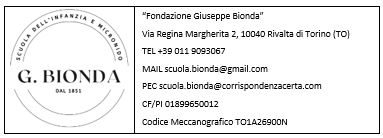 SCUOLA DELL'INFANZIA E MICRONIDO
G. BIONDA
DAL 1851
“Fondazione Giuseppe Bionda”
Via Regina Margherita 2, 10040 Rivalta di Torino (TO)
TEL +39 011 9093067
MAIL scuola.bionda@gmail.com
PEC scuola.bionda@corrispondenzacerta.com
CF/PI 01899650012
Codice Meccanografico TO1A26900N